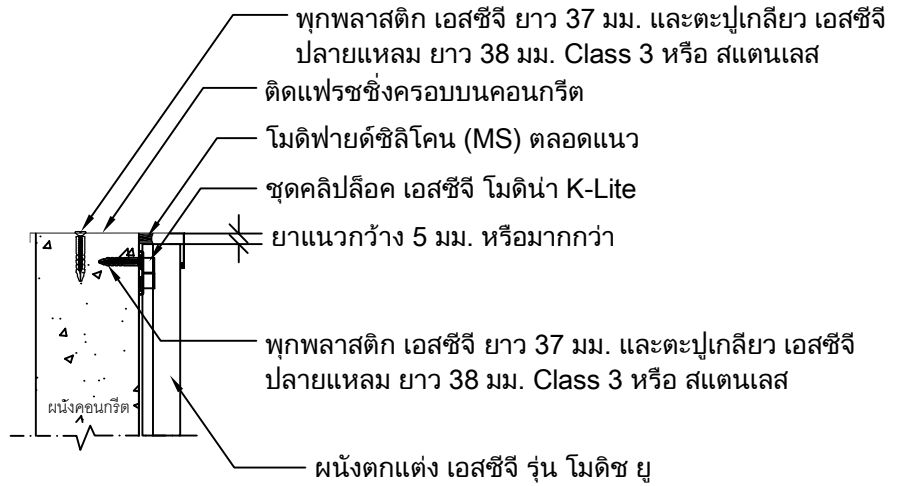 พุกพลาสติก เอสซีจี ยาว 37 มม. และตะปูเกลียว เอสซีจี
ปลายแหลม ยาว 38 มม. Class 3 หรือ สแตนเลส
ติดแฟรชชิ่งครอบบนคอนกรีต
โมดิฟายด์ซิลิโคน (MS) ตลอดแนว
ชุดคลิปล็อค เอสซีจี โมดิน่า K-Lite
ยาแนวกว้าง 5 มม. หรือมากกว่า
พุกพลาสติก เอสซีจี ยาว 37 มม. และตะปูเกลียว เอสซีจี
ปลายแหลม ยาว 38 มม. Class 3 หรือ สแตนเลส
ผนังคอนกรีต
ผนังตกแต่ง เอสซีจี รุ่น โมดิช ยู